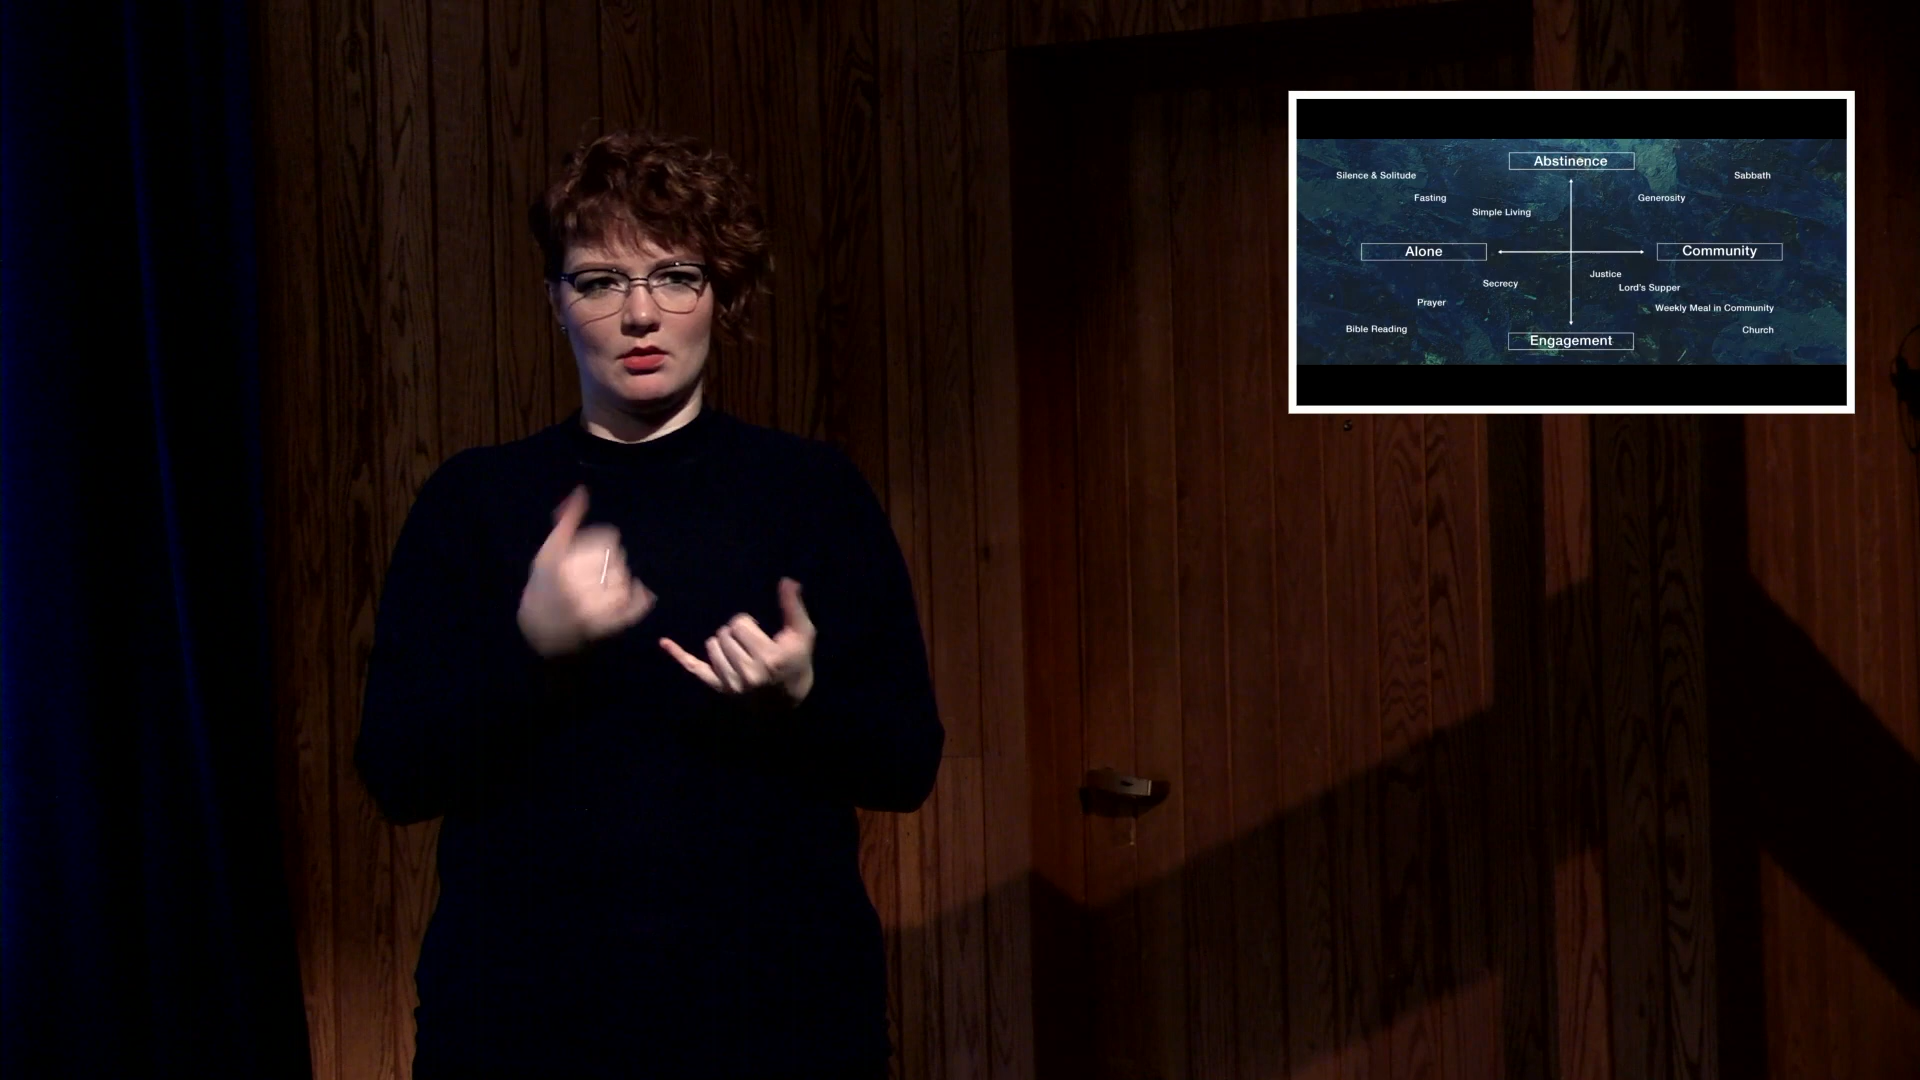 Abstinence
Silence & Solitude
Sabbath
Fasting
Generosity
Simple Living
Alone
Community
Justice
Secrecy
Lord's Supper
Prayer
Weekly Meal in Community
Bible Reading
Church
Engagement